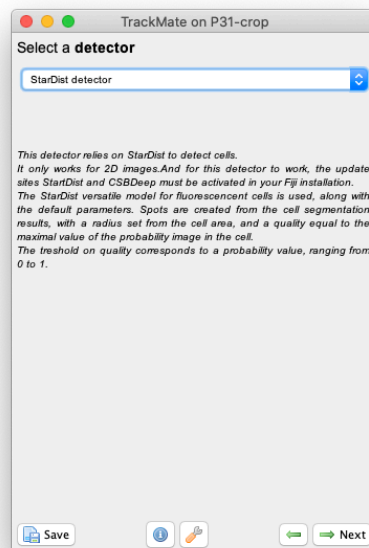 TrackMate on P31-crop
Select a detector
StarDist detector
This detector relies on StarDist to detect cells.
It only works for 2D images.And for this detector to work, the update
sites StartDist and CSBDeep must be activated in your Fiji installation.
The StarDist versatile model for fluorescencent cells is used, along with
the default parameters. Spots are created from the cell segmentation
results, with a radius set from the cell area, and a quality equal to the
maximal value of the probability image in the cell.
The treshold on quality corresponds to a probability value, ranging from
0 to 1.
Save
Next